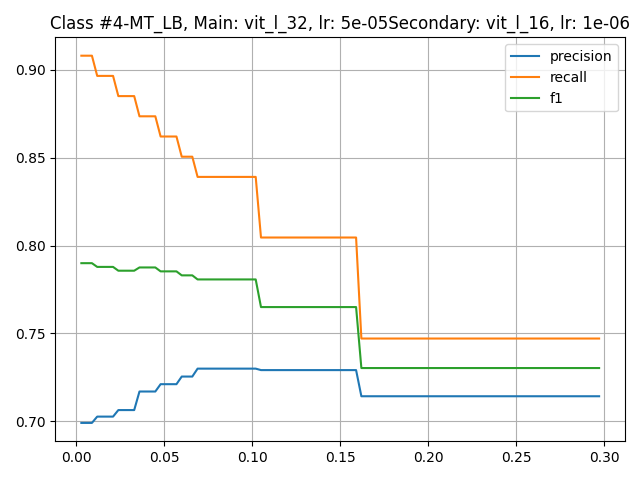 Class #4-MT_LB, Main: vit_l_32, lr: 5e-05Secondary: vit_l_16, lr: 1e-06
precision
recall
f1
0.90
0.85
0.80
0.75
0.70
0.00 0.05 0.10 0.15 0.20 0.25 0.30